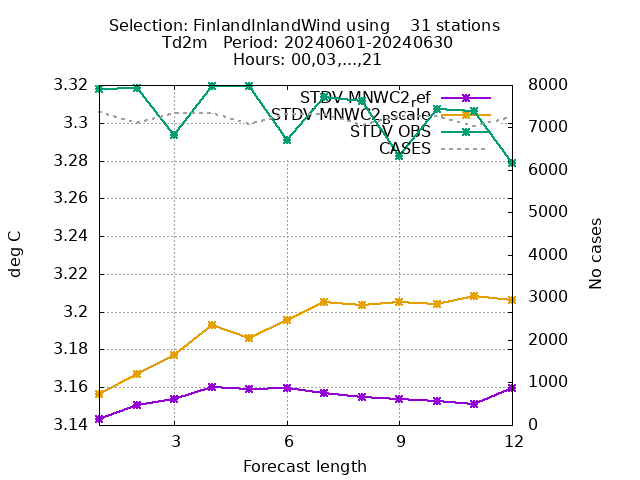 Selection: FinlandInlandWind using 31 stations
Td2m Period: 20240601-20240630
Hours: 00,03,...,21
STDV MNWC2_ref
STDV MNWC2_Bscale
STDV OBS
CASES
3.32
3.3
3.28
3.26
3.24
3.22
3.2
3.18
3.16
3.14
deg C
8000
7000
6000
5000
4000
3000
2000
1000
0
No cases
3
6
9
12
Forecast length